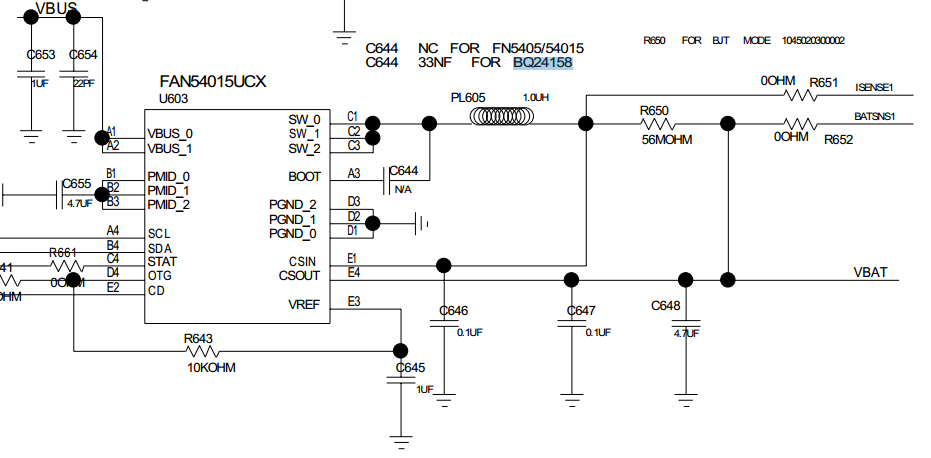 VBUS
C653
1UF
C654
22PF
C644 NC FOR FN5405/54015
C644 33NF FOR BQ24158
R650 FOR BJT MODE 1045020300002
FAN54015UCX
U603
PL605
1.0UH
0OHM R651
ISENSE1
R650
56MOHM
BATSNS1
0OHM R652
A1 VBUS_0
A2 VBUS_1
B1 PMID_0
B2 PMID_1
B3 PMID_2
A4 SCL
B4 SDA
C4 STAT
D4 OTG
E2 CD
SW_0 C1
SW_1 C2
SW_2 C3
BOOT A3
PGND_2 D3
PGND_1 D2
PGND_0 D1
CSIN E1
CSOUT E4
VREF E3
C655
4.7UF
C644
N/A
R661
0OHM
41
OHM
VBAT
C646
0.1UF
C647
0.1UF
C648
4.7UF
R643
10KOHM
C645
1UF